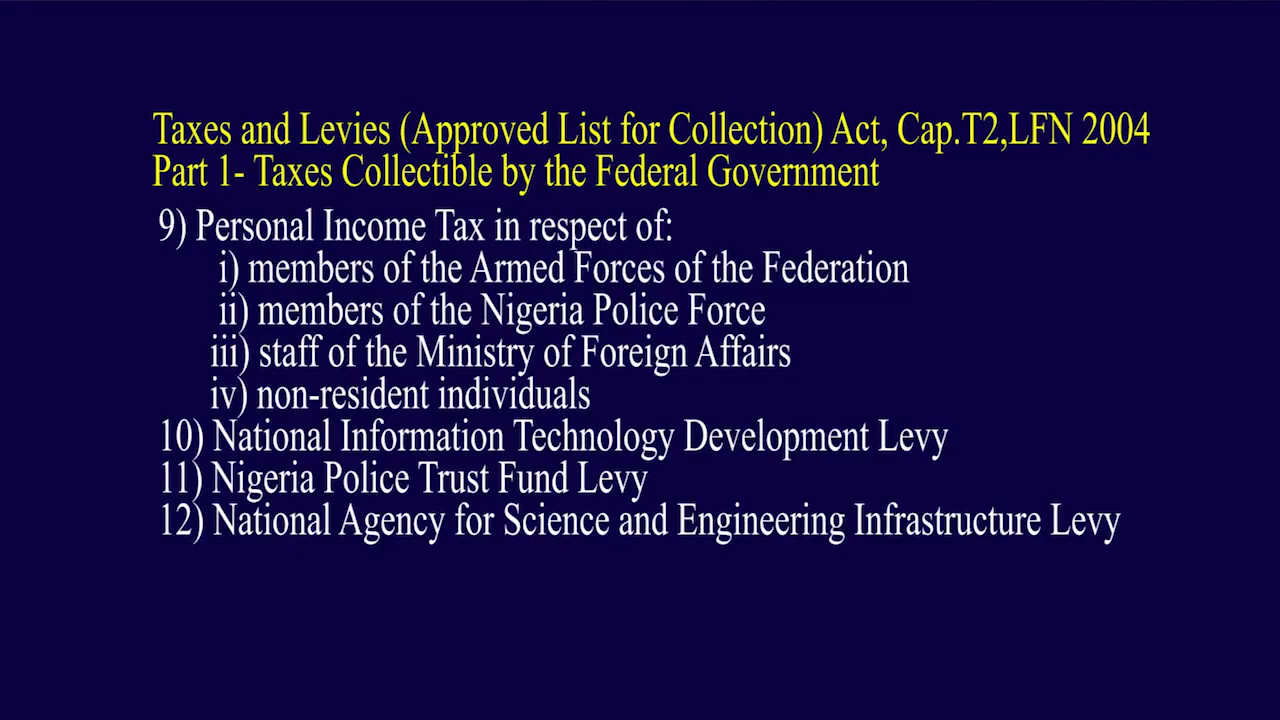 Taxes and Levies (Approved List for Collection) Act, Cap.T2,LFN 2004
Part 1- Taxes Collectible by the Federal Government
9) Personal Income Tax in respect of:
i) members of the Armed Forces of the Federation
ii) members of the Nigeria Police Force
iii) staff of the Ministry of Foreign Affairs
iv) non-resident individuals
10) National Information Technology Development Levy
11) Nigeria Police Trust Fund Levy
12) National Agency for Science and Engineering Infrastructure Levy